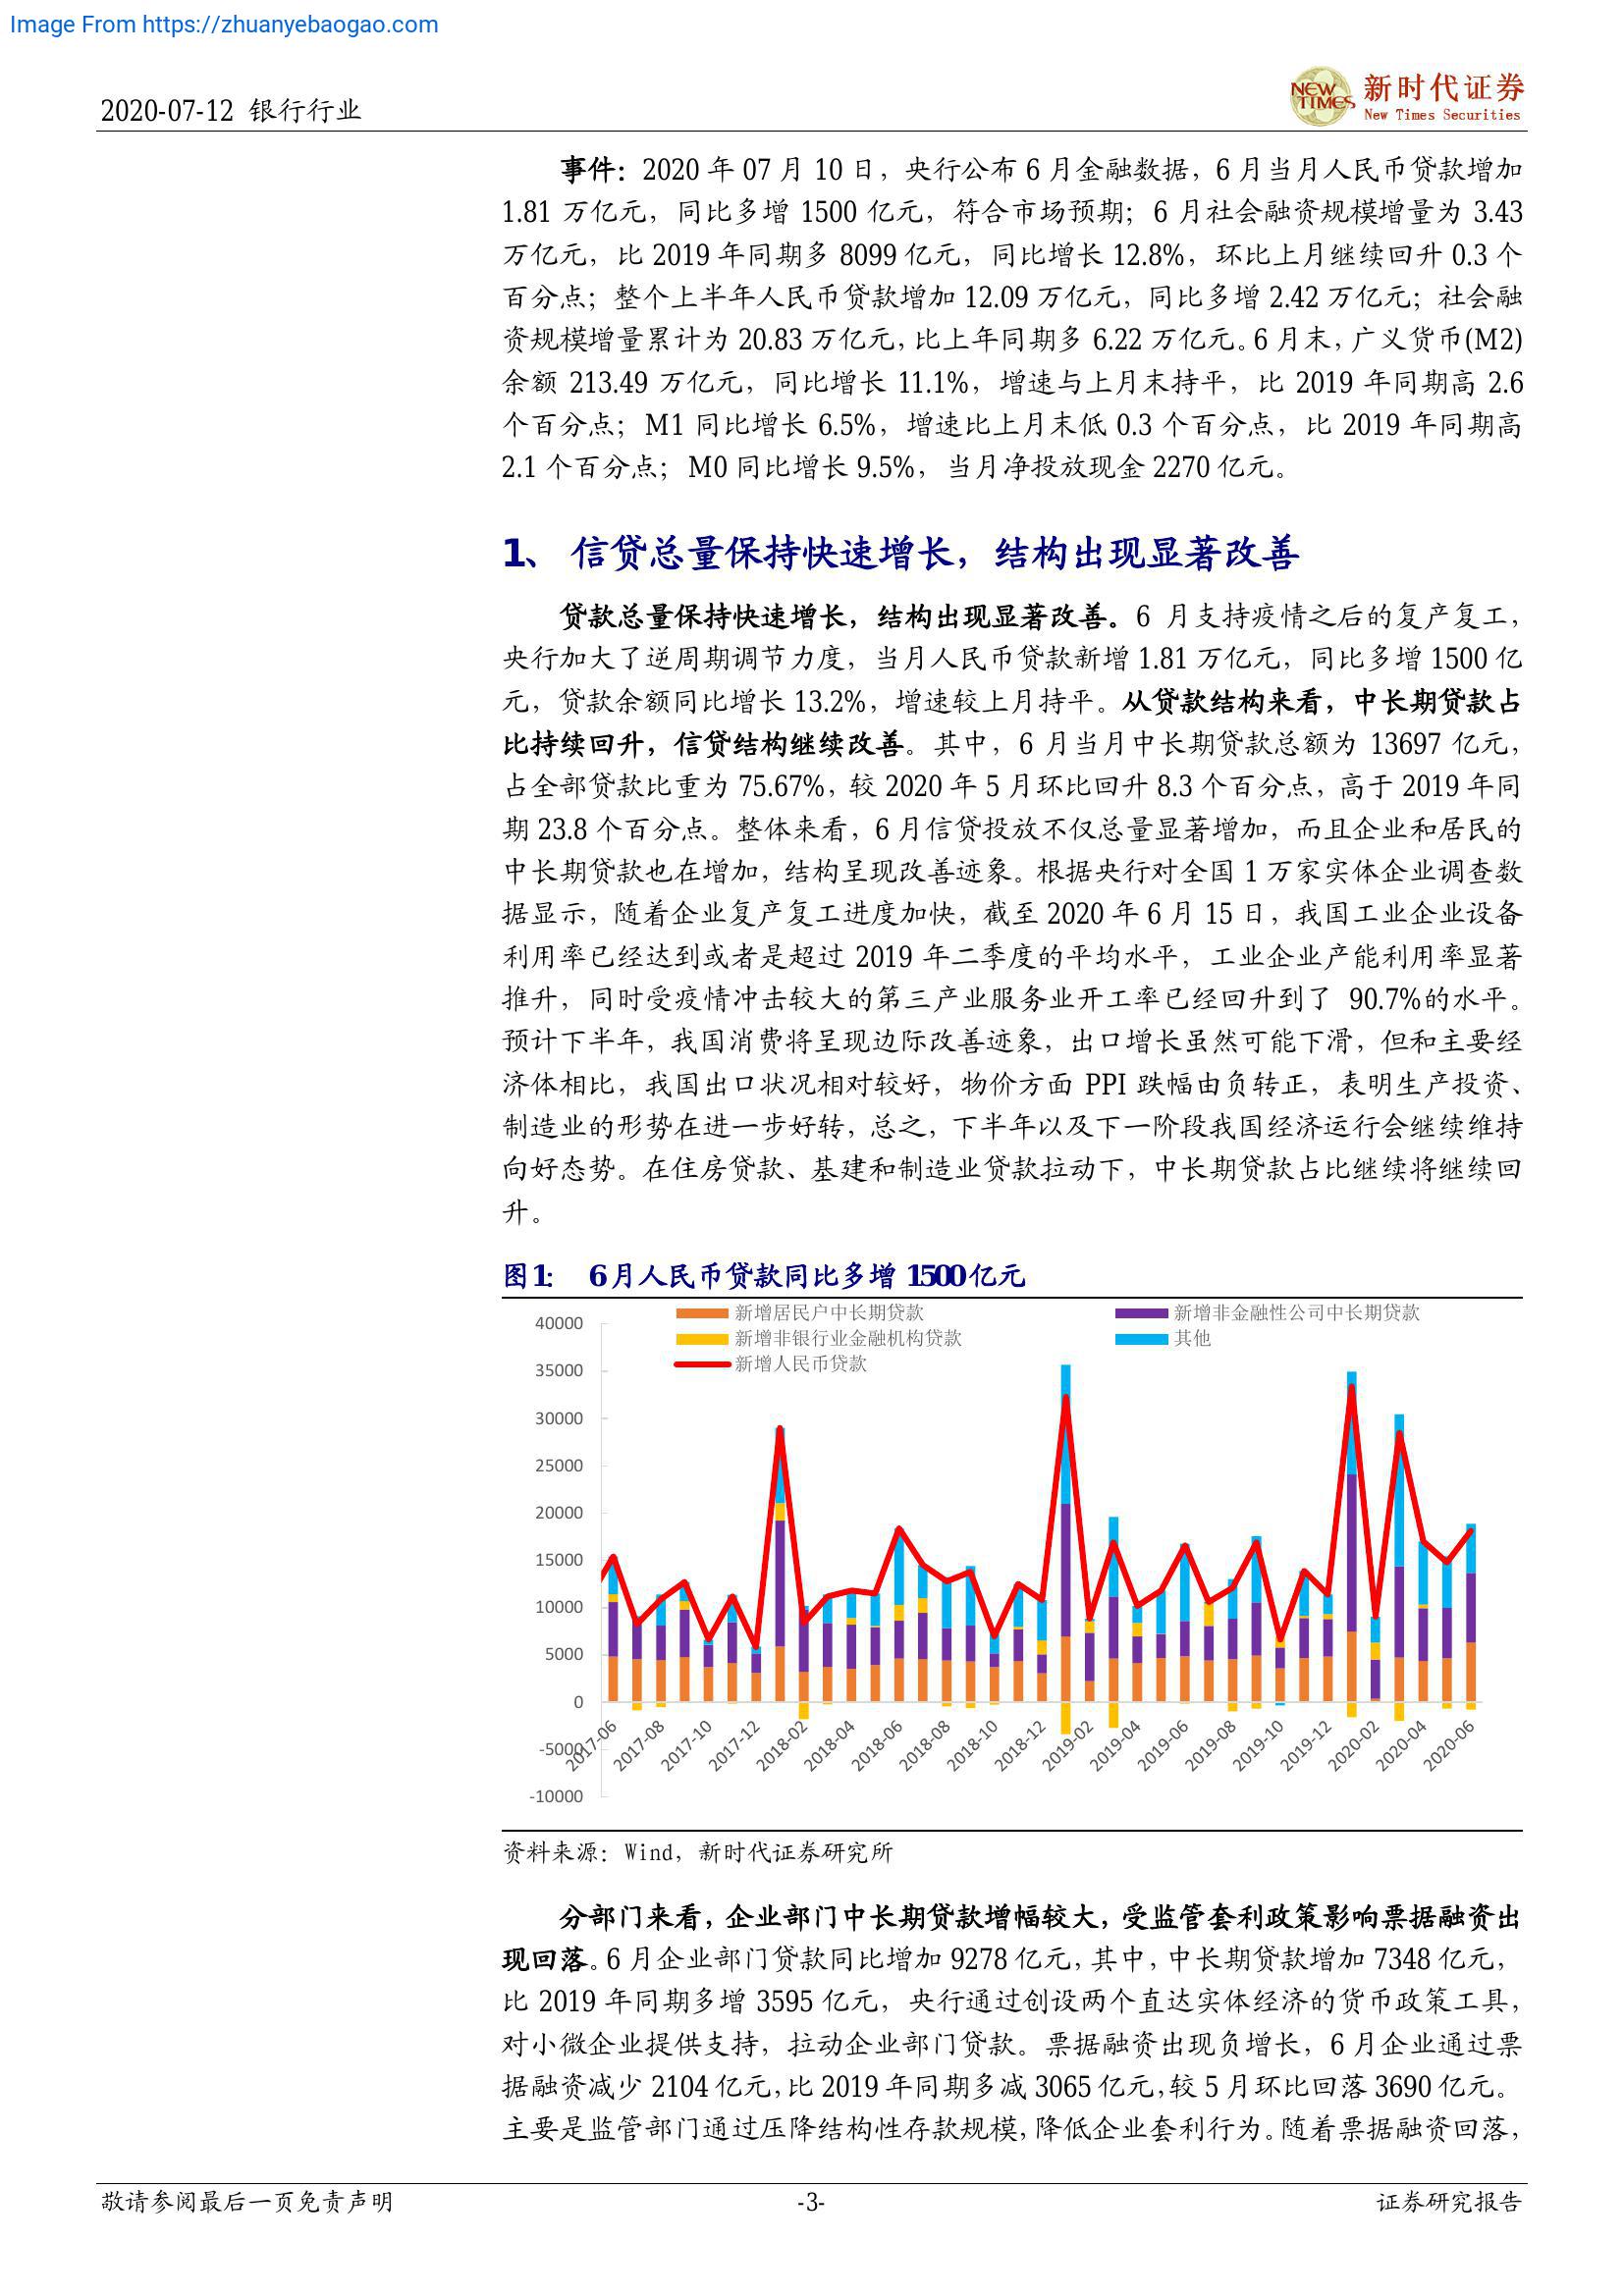 Image From https://zhuanyebaogao.com
2020-07-12 银行行业
NEW TIMES
新时代证券
New Times Securities
事件：2020 年 07 月 10 日，央行公布 6 月金融数据，6 月当月人民币贷款增加
1.81 万亿元，同比多增 1500 亿元，符合市场预期；6 月社会融资规模增量为 3.43
万亿元，比 2019 年同期多 8099 亿元，同比增长 12.8%，环比上月继续回升 0.3 个
百分点；整个上半年人民币贷款增加 12.09 万亿元，同比多增 2.42 万亿元；社会融
资规模增量累计为 20.83 万亿元，比上年同期多 6.22 万亿元。6 月末，广义货币(M2)
余额 213.49 万亿元，同比增长 11.1%，增速与上月末持平，比 2019 年同期高 2.6
个百分点；M1 同比增长 6.5%，增速比上月末低 0.3 个百分点，比 2019 年同期高
2.1 个百分点；M0 同比增长 9.5%，当月净投放现金 2270 亿元。
1、 信贷总量保持快速增长，结构出现显著改善
贷款总量保持快速增长，结构出现显著改善。6 月支持疫情之后的复产复工，
央行加大了逆周期调节力度，当月人民币贷款新增 1.81 万亿元，同比多增 1500 亿
元，贷款余额同比增长 13.2%，增速较上月持平。从贷款结构来看，中长期贷款占
比持续回升，信贷结构继续改善。其中，6 月当月中长期贷款总额为 13697 亿元，
占全部贷款比重为 75.67%，较 2020 年 5 月环比回升 8.3 个百分点，高于 2019 年同
期 23.8 个百分点。整体来看，6 月信贷投放不仅总量显著增加，而且企业和居民的
中长期贷款也在增加，结构呈现改善迹象。根据央行对全国 1 万家实体企业调查数
据显示，随着企业复产复工进度加快，截至 2020 年 6 月 15 日，我国工业企业设备
利用率已经达到或者是超过 2019 年二季度的平均水平，工业企业产能利用率显著
推升，同时受疫情冲击较大的第三产业服务业开工率已经回升到了 90.7%的水平。
预计下半年，我国消费将呈现边际改善迹象，出口增长虽然可能下滑，但和主要经
济体相比，我国出口状况相对较好，物价方面 PPI 跌幅由负转正，表明生产投资、
制造业的形势在进一步好转，总之，下半年以及下一阶段我国经济运行会继续维持
向好态势。在住房贷款、基建和制造业贷款拉动下，中长期贷款占比继续将继续回
升。
图 1： 6 月人民币贷款同比多增 1500 亿元
新增居民户中长期贷款 新增非金融性公司中长期贷款
新增非银行业金融机构贷款 其他
新增人民币贷款
40000
35000
30000
25000
20000
15000
10000
5000
0
-5000
-10000
2017-06 2017-08 2017-10 2017-12 2018-02 2018-04 2018-06 2018-08 2018-10 2018-12 2019-02 2019-04 2019-06 2019-08 2019-10 2019-12 2020-02 2020-04 2020-06
资料来源：Wind，新时代证券研究所
分部门来看，企业部门中长期贷款增幅较大，受监管套利政策影响票据融资出
现回落。6 月企业部门贷款同比增加 9278 亿元，其中，中长期贷款增加 7348 亿元，
比 2019 年同期多增 3595 亿元，央行通过创设两个直达实体经济的货币政策工具，
对小微企业提供支持，拉动企业部门贷款。票据融资出现负增长，6 月企业通过票
据融资减少 2104 亿元，比 2019 年同期多减 3065 亿元，较 5 月环比回落 3690 亿元。
主要是监管部门通过压降结构性存款规模，降低企业套利行为。随着票据融资回落，
敬请参阅最后一页免责声明 -3- 证券研究报告